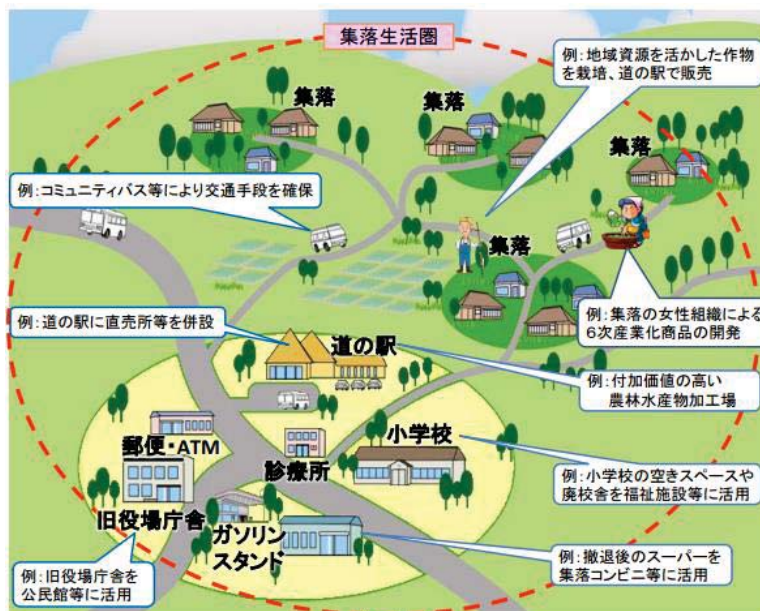 集落生活圏
例：地域資源を活かした作物
を栽培、道の駅で販売
集落
集落
集落
例：コミュニティバス等により交通手段を確保
集落
例：集落の女性組織による
6次産業化商品の開発
例：道の駅に直売所等を併設
道の駅
例：付加価値の高い
農林水産物加工場
郵便・ATM
小学校
診療所
例：小学校の空きスペースや
廃校舎を福祉施設等に活用
旧役場庁舎
ガソリン
スタンド
例：旧役場庁舎を
公民館等に活用
例：撤退後のスーパーを
集落コンビニ等に活用